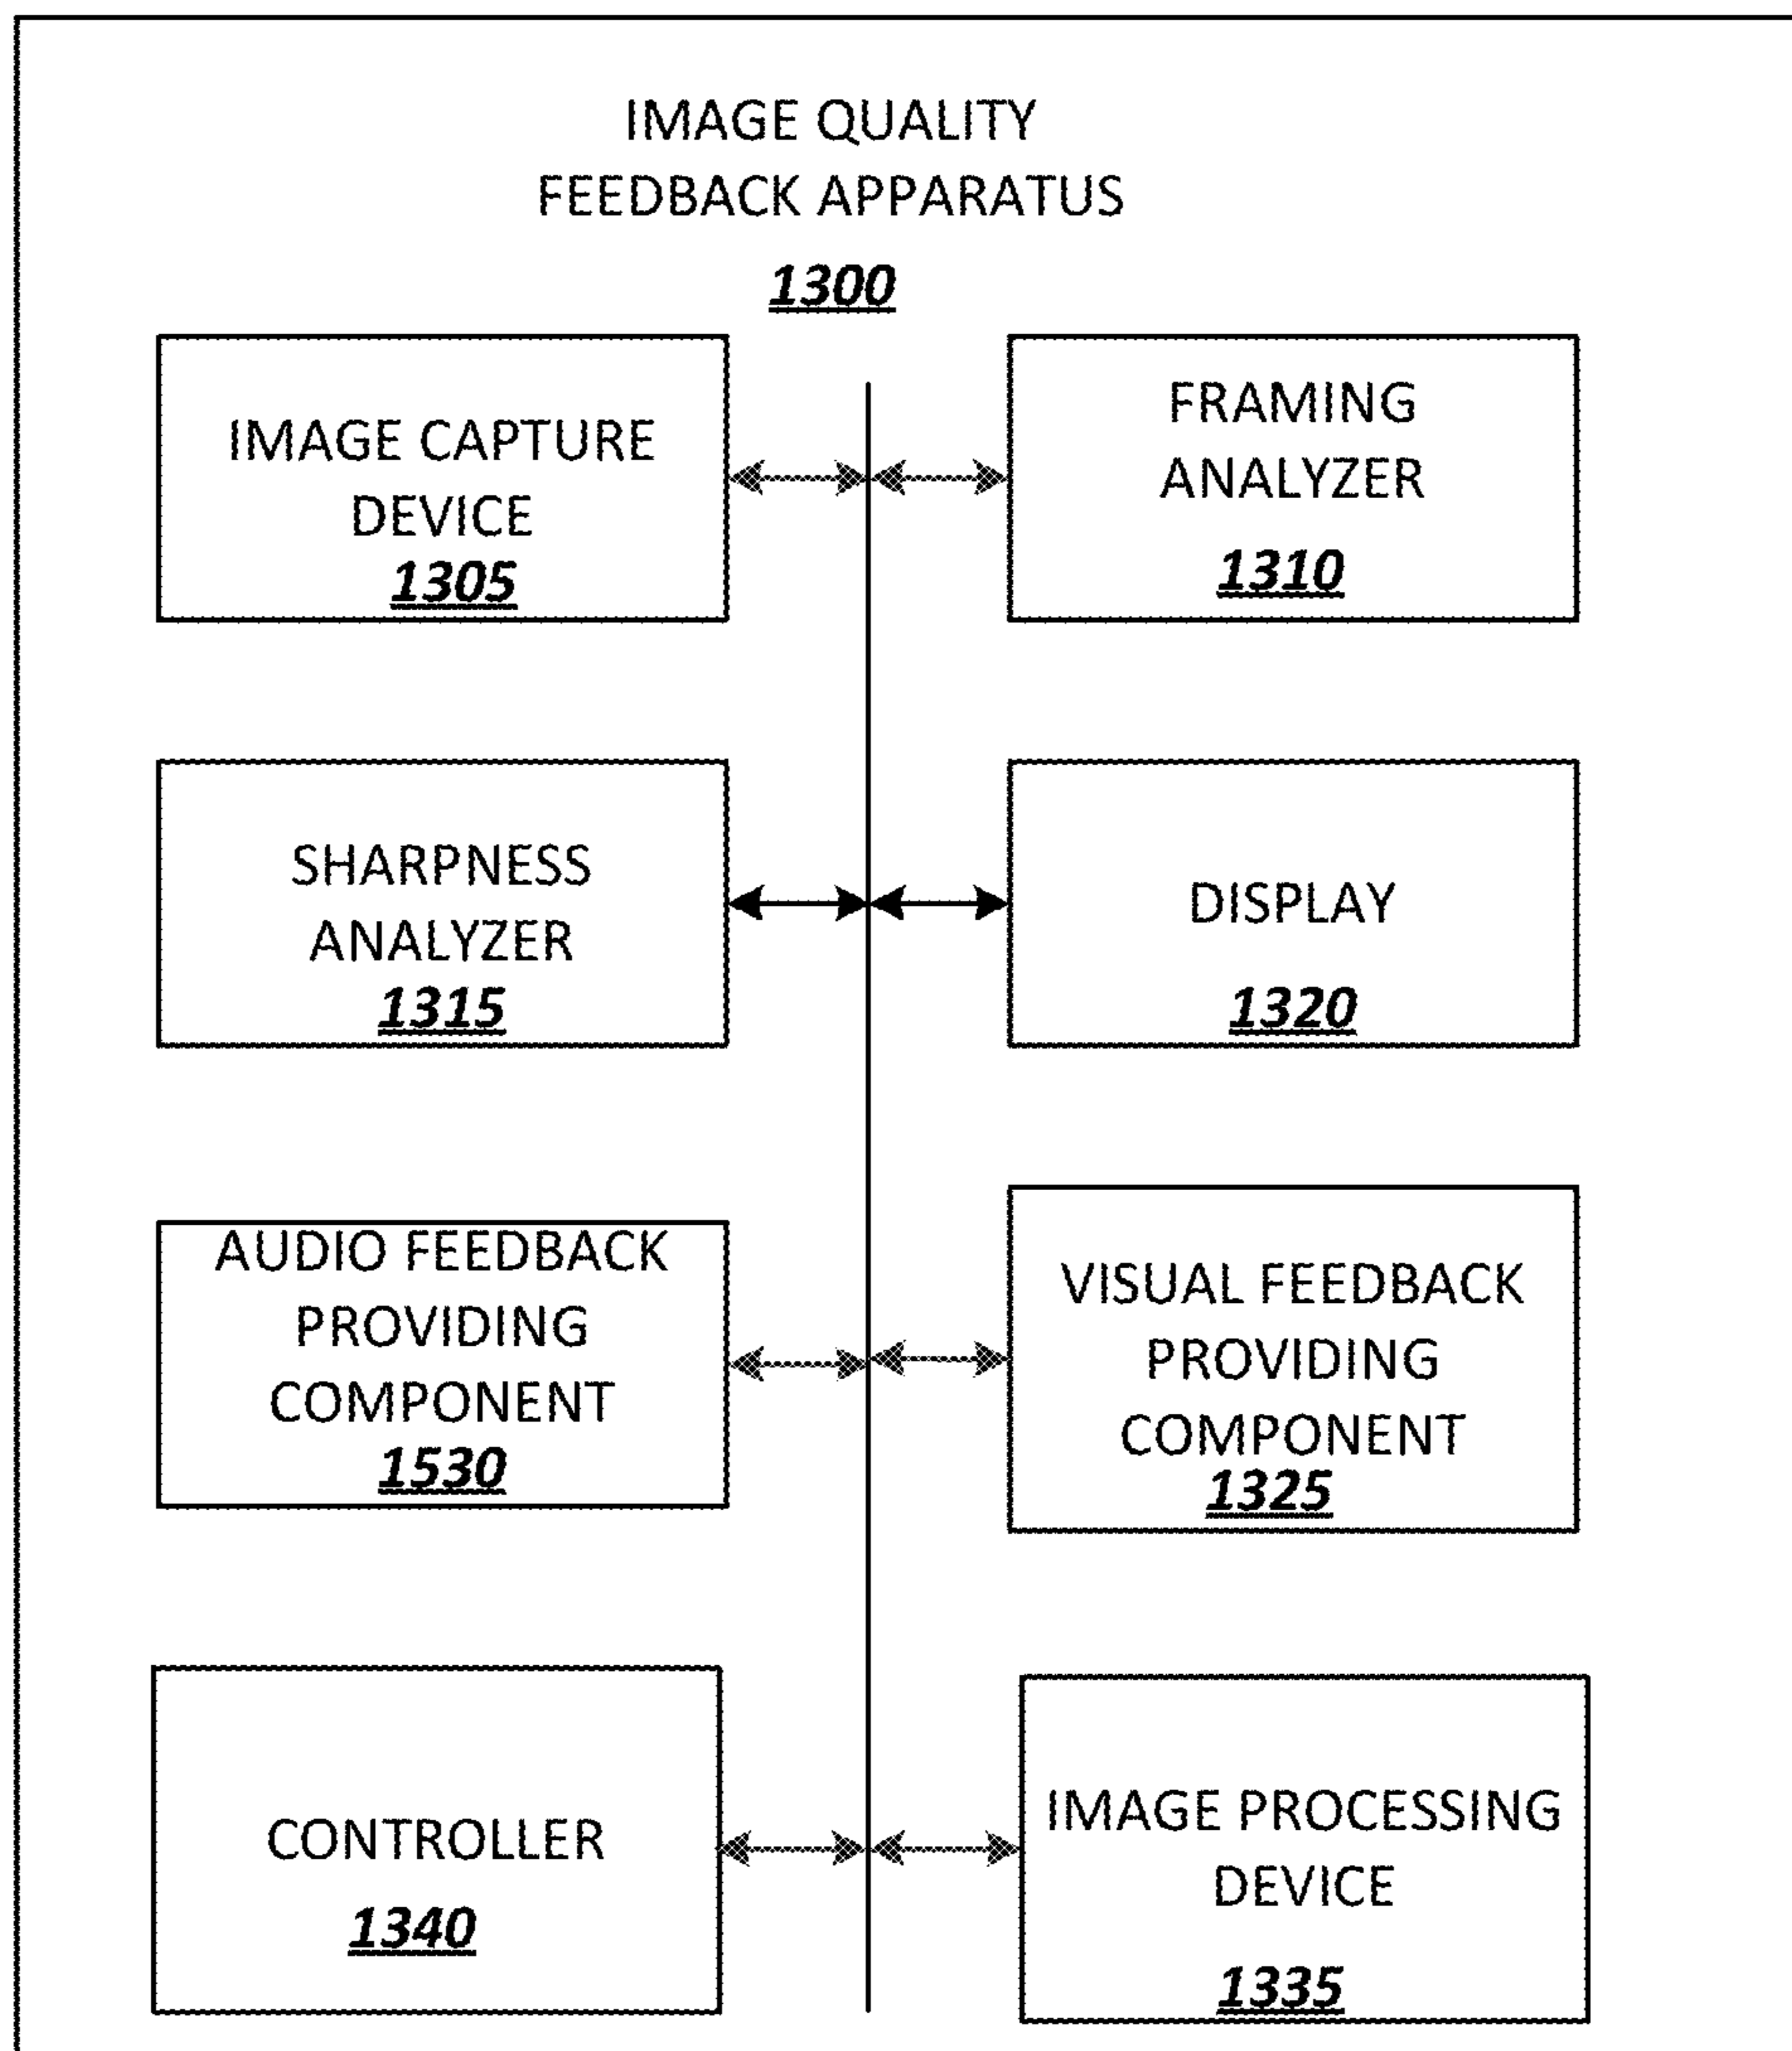 IMAGE QUALITY
FEEDBACK APPARATUS
1300
IMAGE CAPTURE
DEVICE
1305
FRAMING
ANALYZER
1310
SHARPNESS
ANALYZER
1315
DISPLAY
1320
AUDIO FEEDBACK
PROVIDING
COMPONENT
1530
VISUAL FEEDBACK
PROVIDING
COMPONENT
1325
CONTROLLER
1340
IMAGE PROCESSING
DEVICE
1335